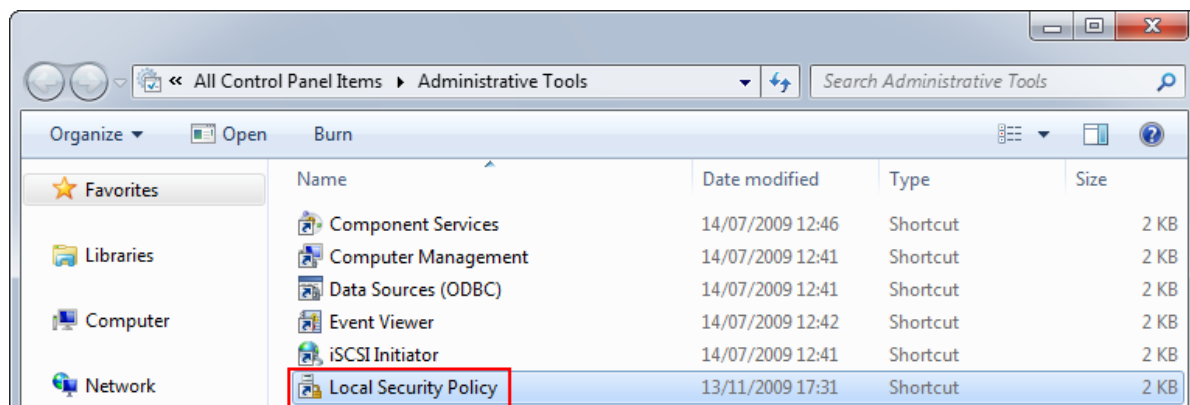 « All Control Panel Items ▸ Administrative Tools Search Administrative Tools
Organize Open Burn
Favorites
Libraries
Computer
Network
Name Date modified Type Size
Component Services 14/07/2009 12:46 Shortcut 2 KB
Computer Management 14/07/2009 12:41 Shortcut 2 KB
Data Sources (ODBC) 14/07/2009 12:41 Shortcut 2 KB
Event Viewer 14/07/2009 12:42 Shortcut 2 KB
iSCSI Initiator 14/07/2009 12:41 Shortcut 2 KB
Local Security Policy 13/11/2009 17:31 Shortcut 2 KB